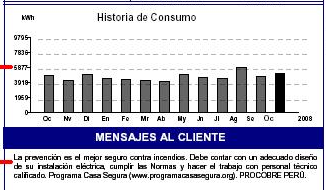 Historia de Consumo
kWh
9795
7836
5877
3918
1959
0
Oc Nv Di En Fe Mr Ab My Jn Jl Ag Se Oc 2008
MENSAJES AL CLIENTE
La prevención es el mejor seguro contra incendios. Debe contar con un adecuado diseño
de su instalación eléctrica, cumplir las Normas y hacer el trabajo con personal técnico
calificado. Programa Casa Segura (www.programacasasegura.org). PROCOBRE PERÚ.